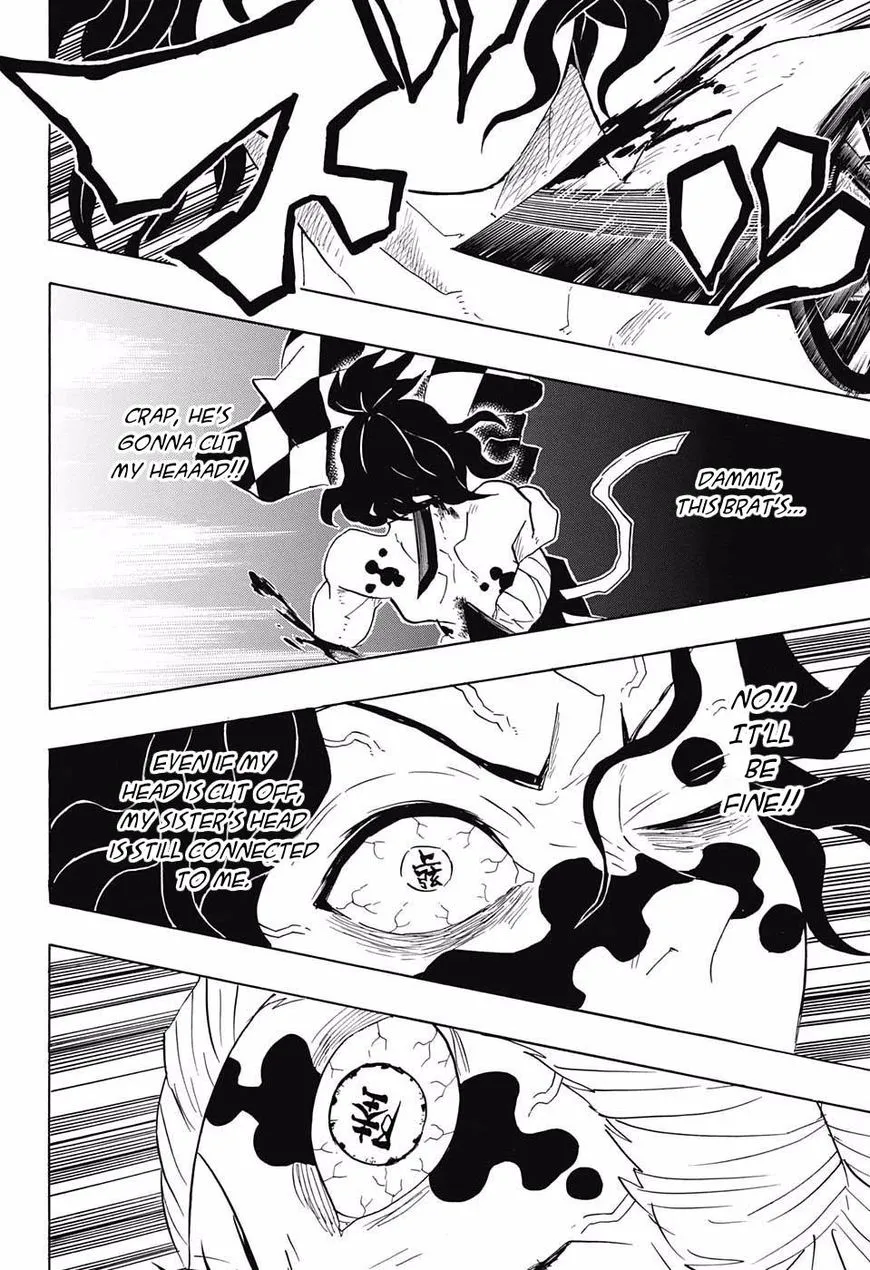 DAMMIT,
THIS BRAT'S...
CRAP, HE'S
GONNA CUT
MY HEAAAD!!
NO!!
IT'LL
BE
FINE!!
EVEN IF MY
HEAD IS CUT OFF,
MY SISTER'S HEAD
IS STILL CONNECTED
TO ME.